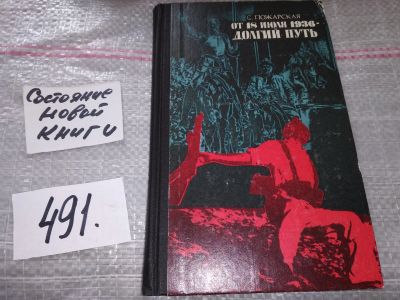 С. ПОЖАРСКАЯ
ОТ 18 ИЮЛЯ 1936-
ДОЛГИЙ ПУТЬ
Состояние
новой
книги
491.